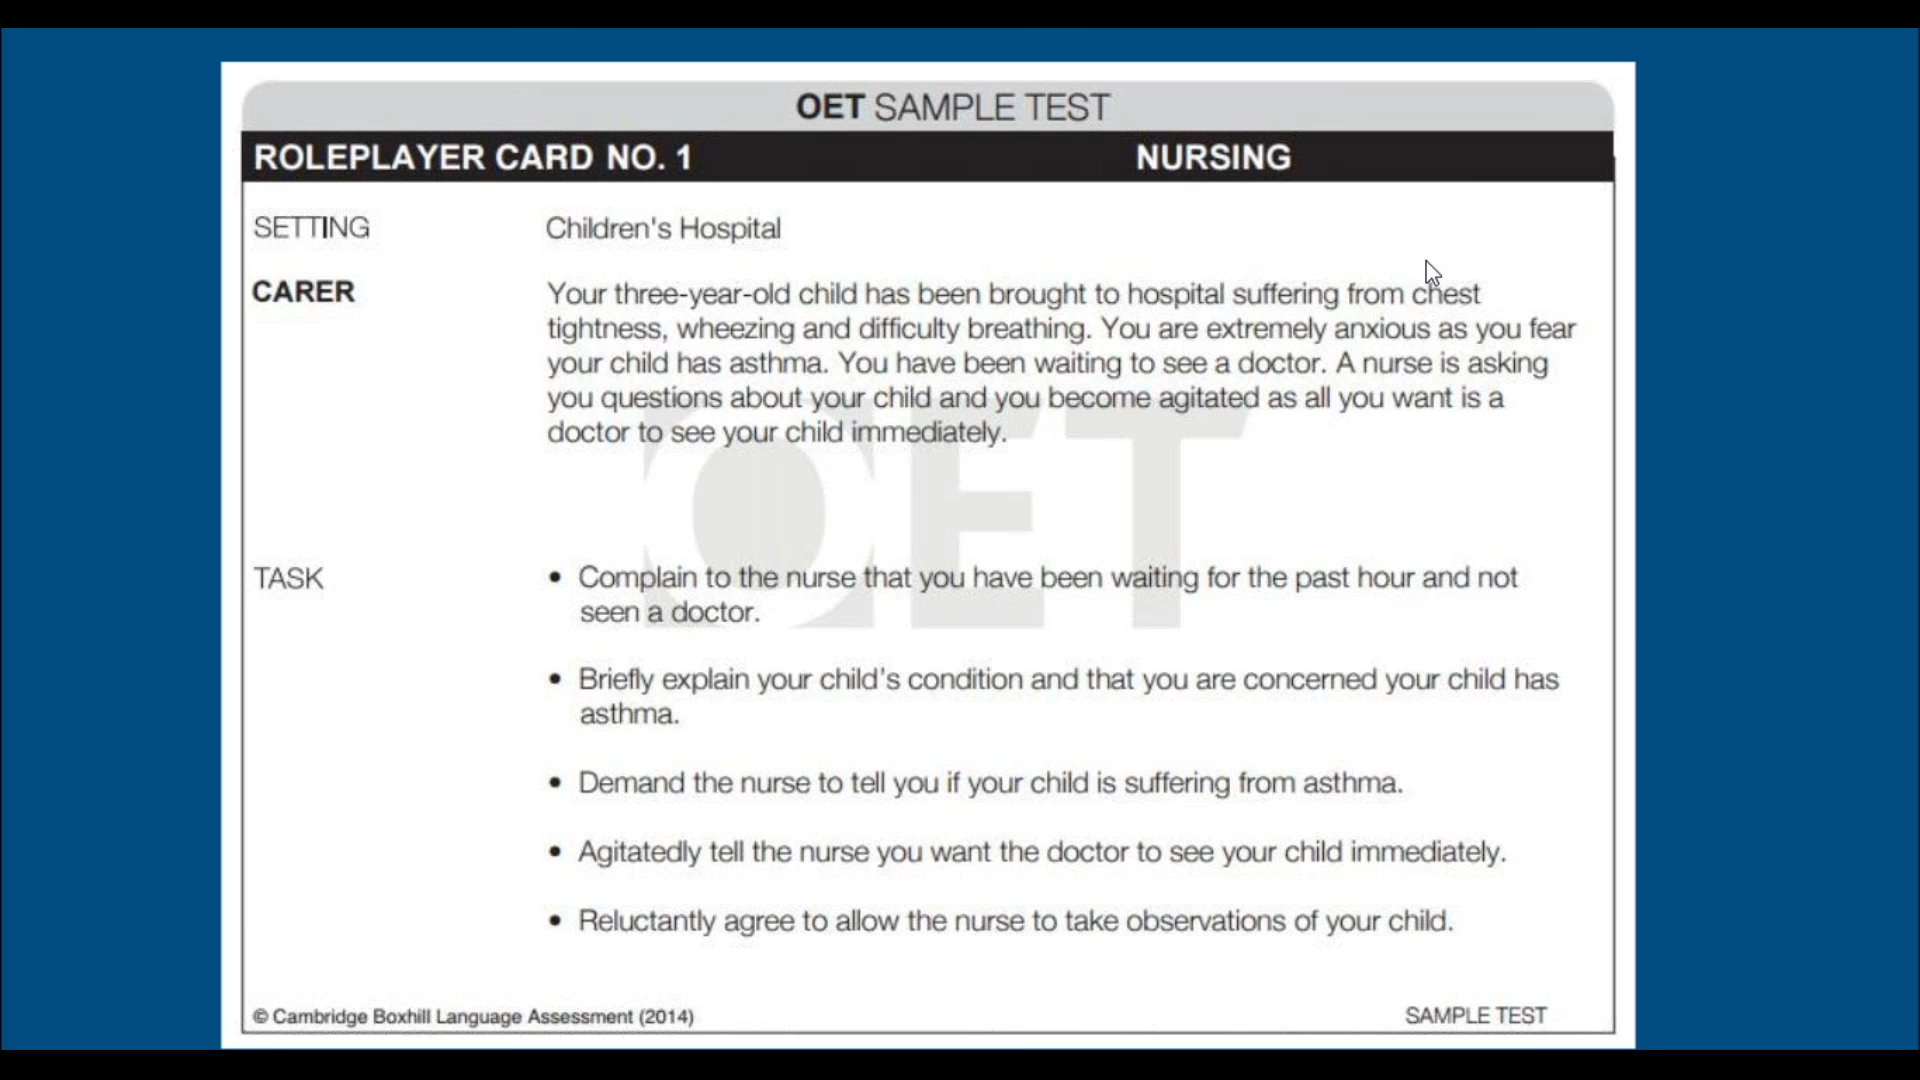 OET SAMPLE TEST
ROLEPLAYER CARD NO. 1 NURSING
SETTING Children's Hospital
CARER Your three-year-old child has been brought to hospital suffering from chest
tightness, wheezing and difficulty breathing. You are extremely anxious as you fear
your child has asthma. You have been waiting to see a doctor. A nurse is asking
you questions about your child and you become agitated as all you want is a
doctor to see your child immediately.
OET
TASK • Complain to the nurse that you have been waiting for the past hour and not
seen a doctor.
• Briefly explain your child's condition and that you are concerned your child has
asthma.
• Demand the nurse to tell you if your child is suffering from asthma.
• Agitatedly tell the nurse you want the doctor to see your child immediately.
• Reluctantly agree to allow the nurse to take observations of your child.
© Cambridge Boxhill Language Assessment (2014) SAMPLE TEST